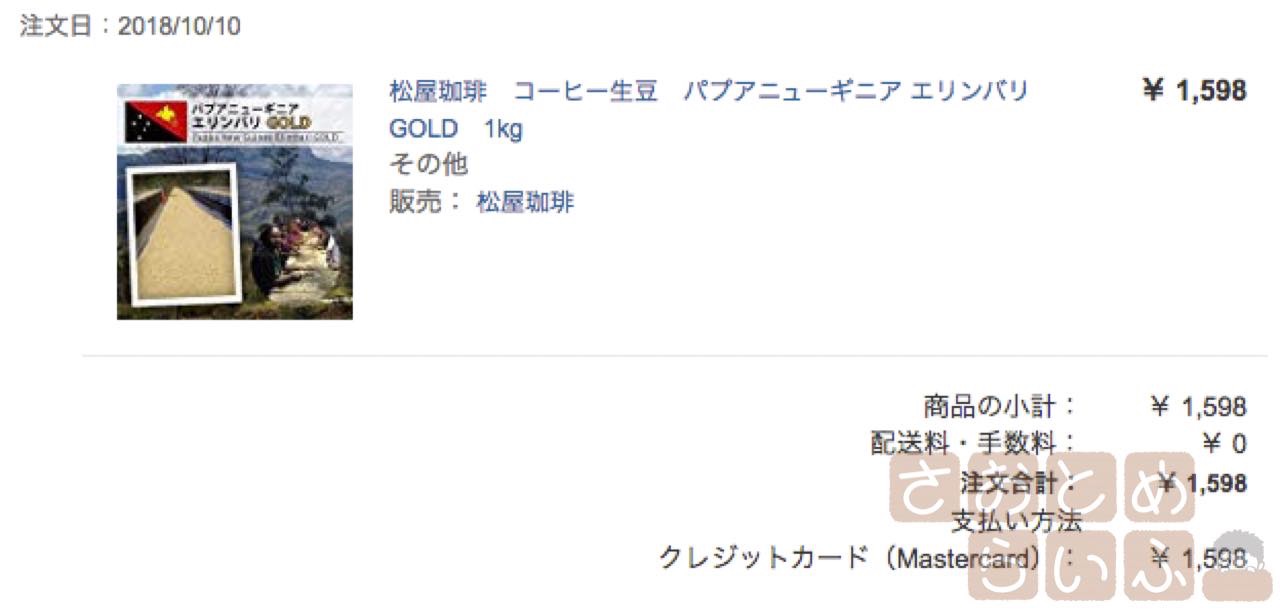 注文日：2018/10/10
パプアニューギニア
エリンバリ GOLD
松屋珈琲　コーヒー生豆　パプアニューギニア エリンバリ
GOLD　1kg
￥ 1,598
その他
販売： 松屋珈琲
商品の小計： ￥ 1,598
配送料・手数料： ￥ 0
注文合計： ￥ 1,598
支払い方法
クレジットカード（Mastercard）： ￥ 1,598
さおとめ
らいふ